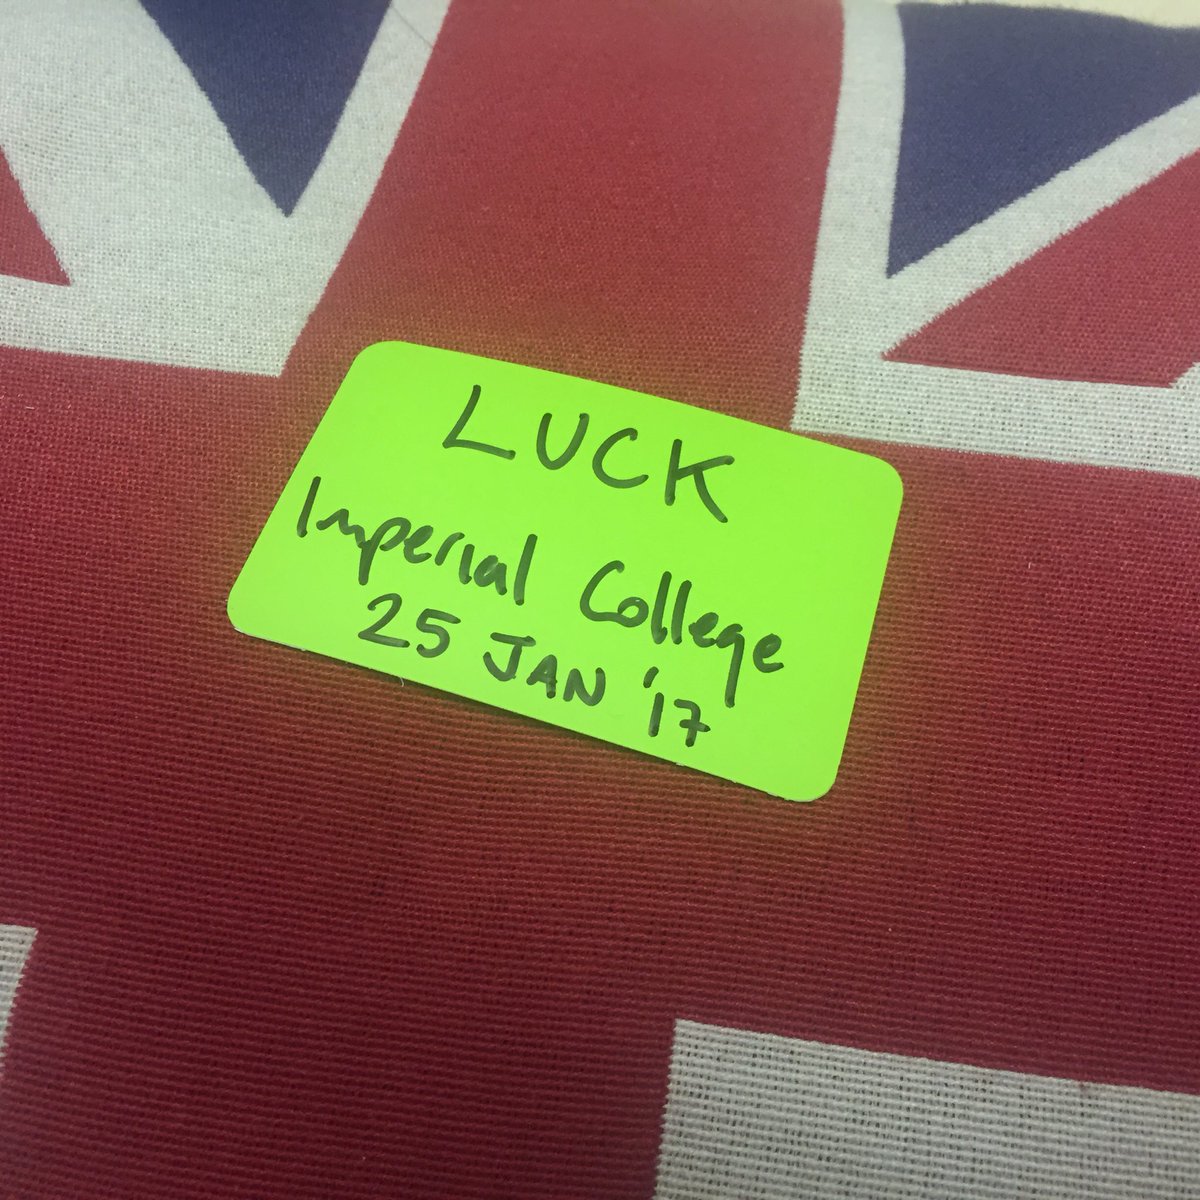 LUCK
Imperial College
25 JAN '17